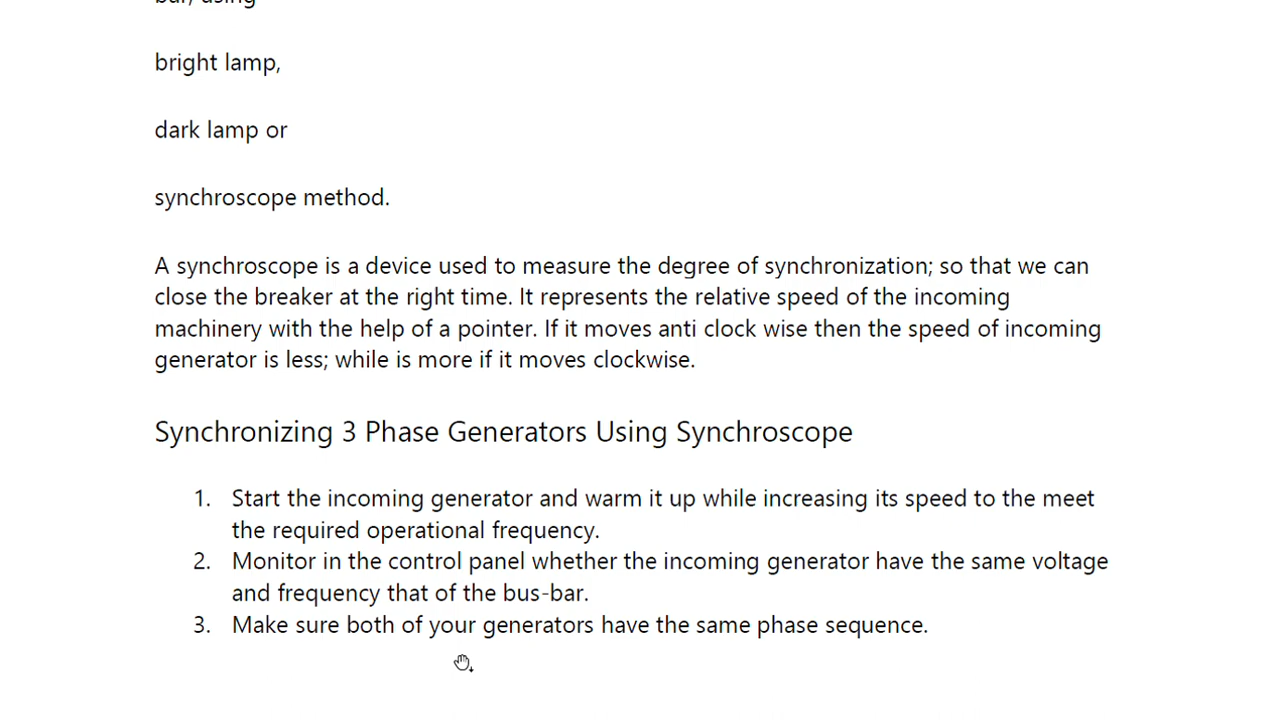 bar, using
bright lamp,
dark lamp or
synchroscope method.
A synchroscope is a device used to measure the degree of synchronization; so that we can
close the breaker at the right time. It represents the relative speed of the incoming
machinery with the help of a pointer. If it moves anti clock wise then the speed of incoming
generator is less; while is more if it moves clockwise.
Synchronizing 3 Phase Generators Using Synchroscope
1. Start the incoming generator and warm it up while increasing its speed to the meet
the required operational frequency.
2. Monitor in the control panel whether the incoming generator have the same voltage
and frequency that of the bus-bar.
3. Make sure both of your generators have the same phase sequence.